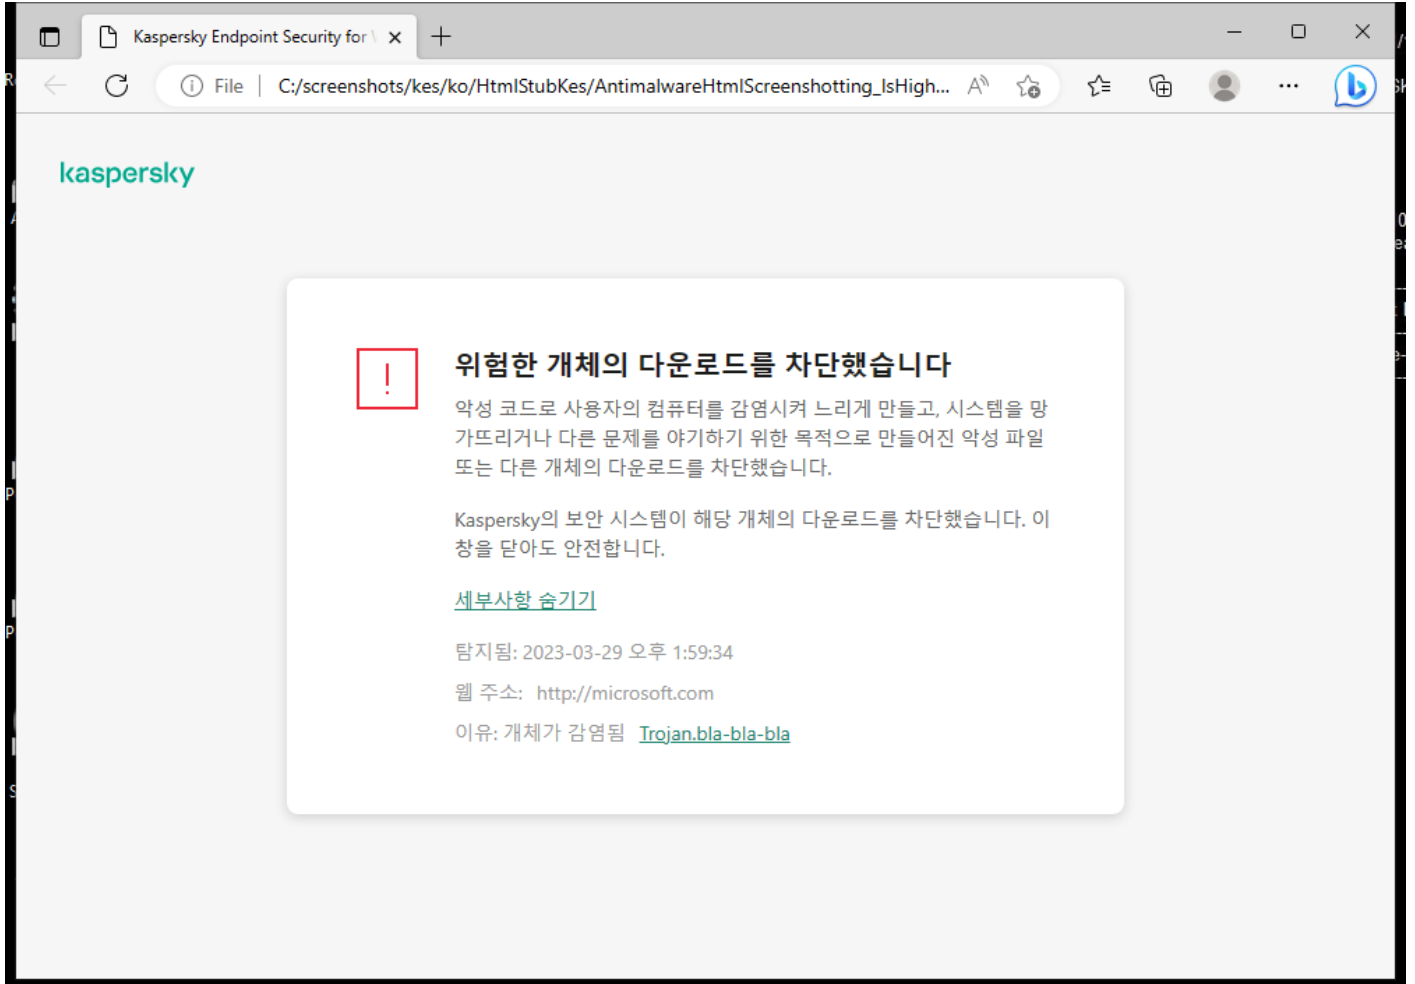 Kaspersky Endpoint Security for
File
C:/screenshots/kes/ko/HtmlStubKes/AntimalwareHtmlScreenshotting_IsHigh...
kaspersky
위험한 개체의 다운로드를 차단했습니다
악성 코드로 사용자의 컴퓨터를 감염시켜 느리게 만들고, 시스템을 망
가뜨리거나 다른 문제를 야기하기 위한 목적으로 만들어진 악성 파일
또는 다른 개체의 다운로드를 차단했습니다.
Kaspersky의 보안 시스템이 해당 개체의 다운로드를 차단했습니다. 이
창을 닫아도 안전합니다.
세부사항 숨기기
탐지됨: 2023-03-29 오후 1:59:34
웹 주소: http://microsoft.com
이유: 개체가 감염됨 Trojan.bla-bla-bla